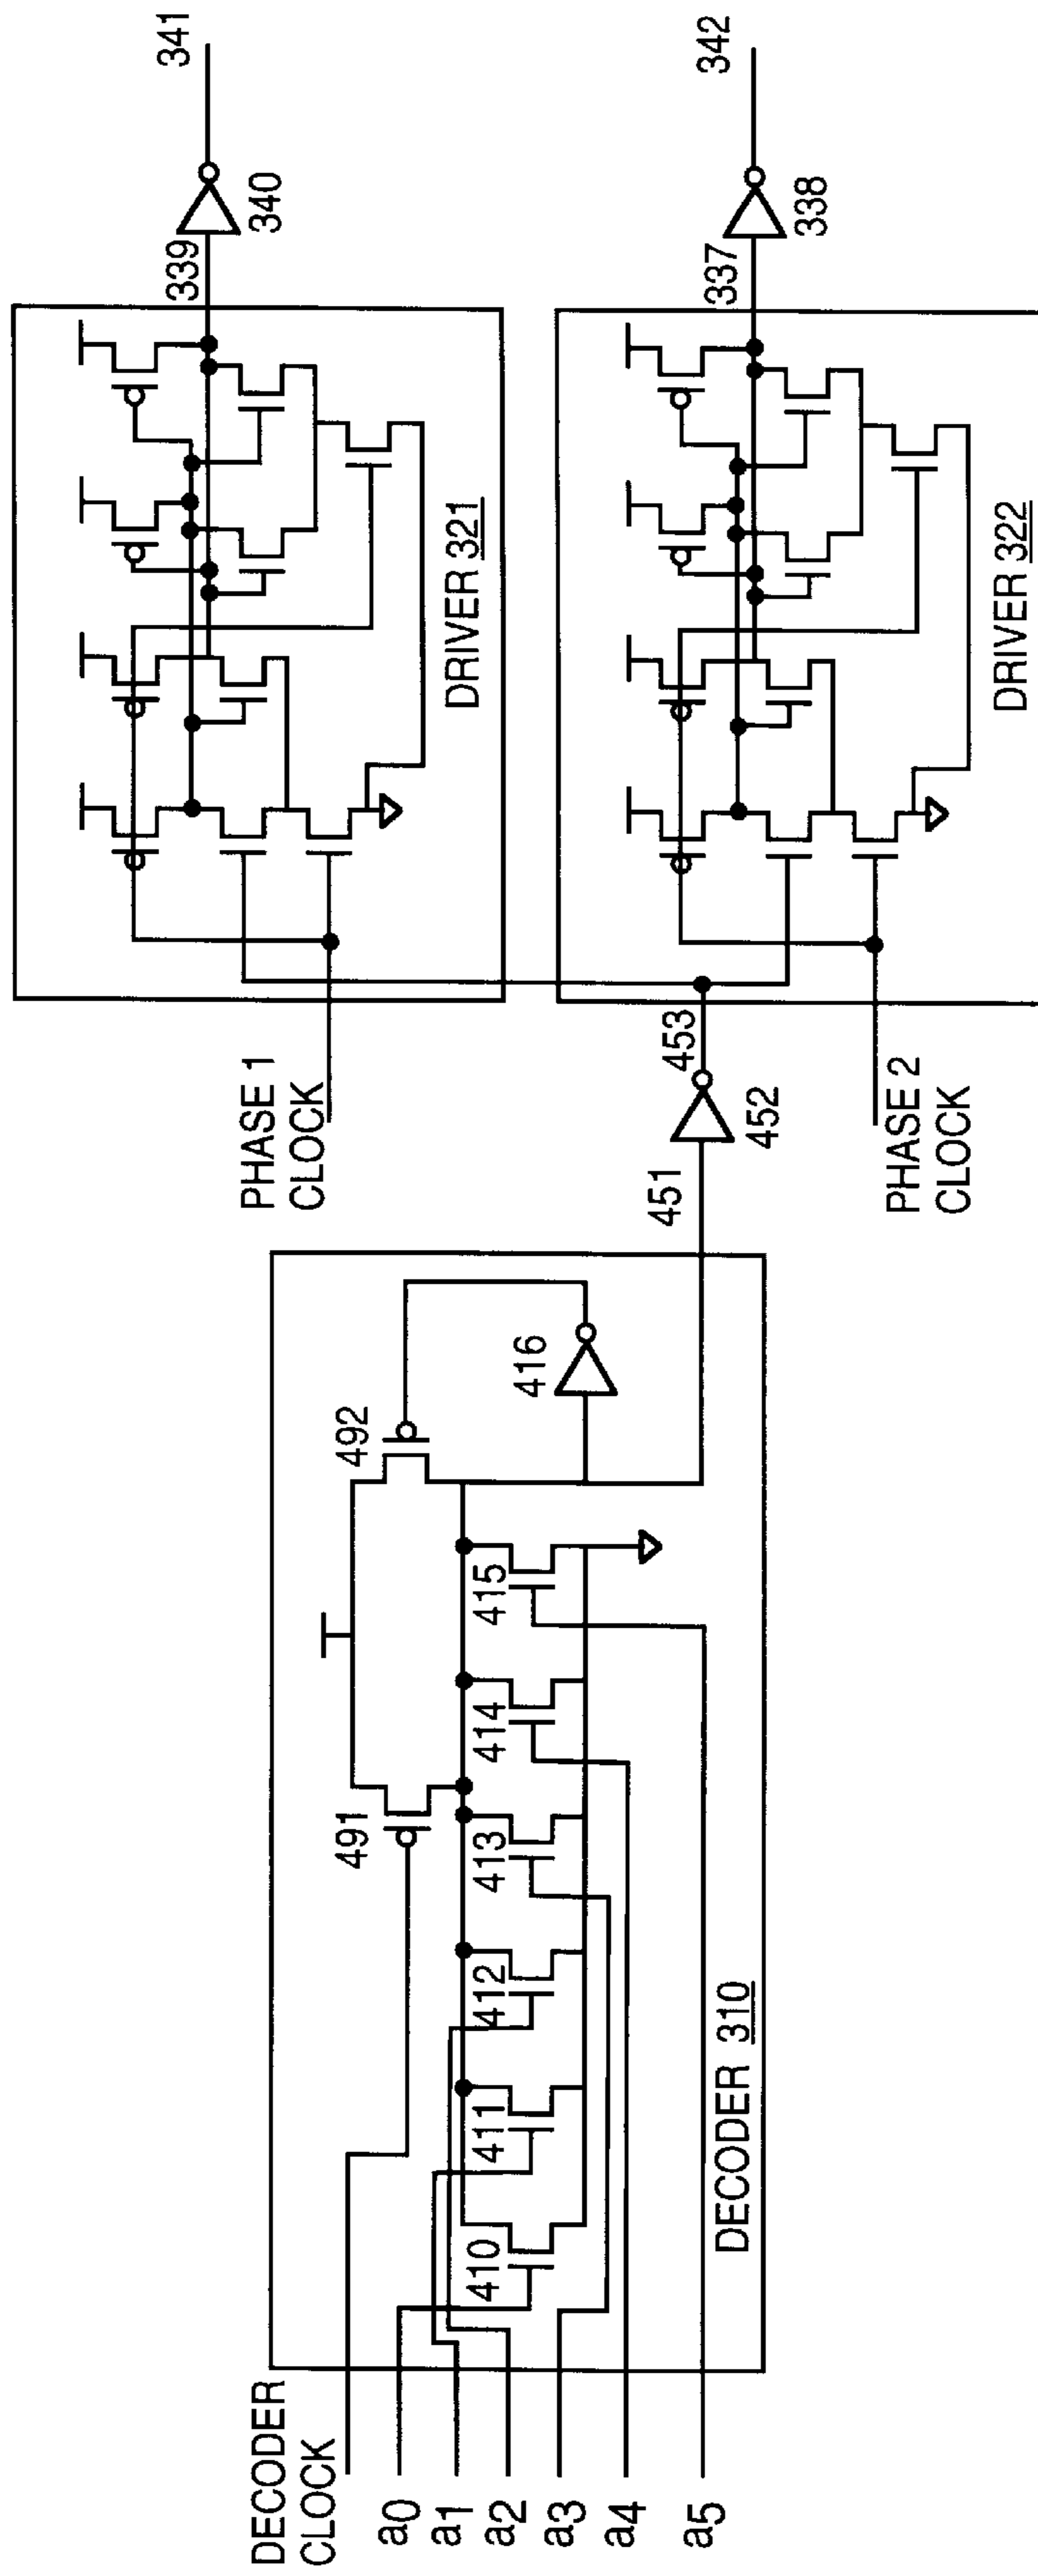 DECODER
CLOCK
a0
a1
a2
a3
a4
a5
410
411
412
413
414
415
491
492
416
DECODER 310
451
452
453
PHASE 1
CLOCK
PHASE 2
CLOCK
DRIVER 321
DRIVER 322
339
340
341
337
338
342